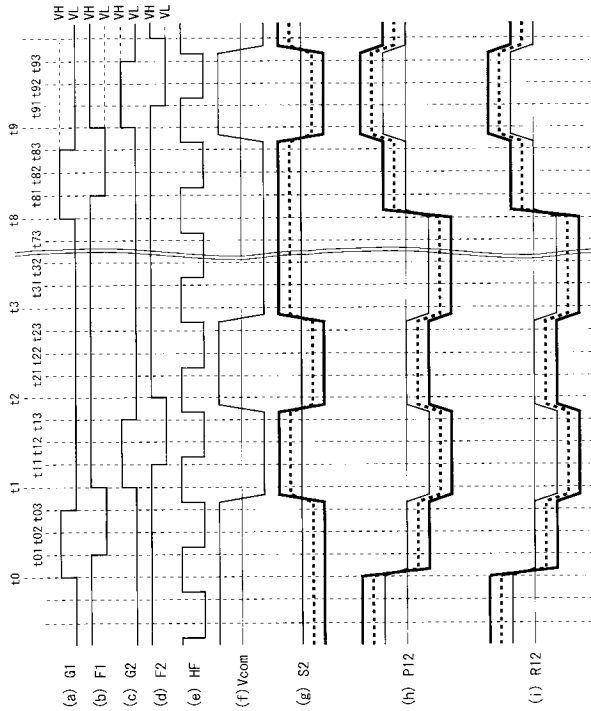 t0 t01 t02 t03 t1 t11 t12 t13 t2 t21 t22 t23 t3 t31 t32 t73 t8 t81 t82 t83 t9 t91 t92 t93
(a) G1 VH
VL
(b) F1 VH
VL
(c) G2 VH
VL
(d) F2 VH
VL
(e) HF
(f) Vcom
(g) S2
(h) P12
(i) R12